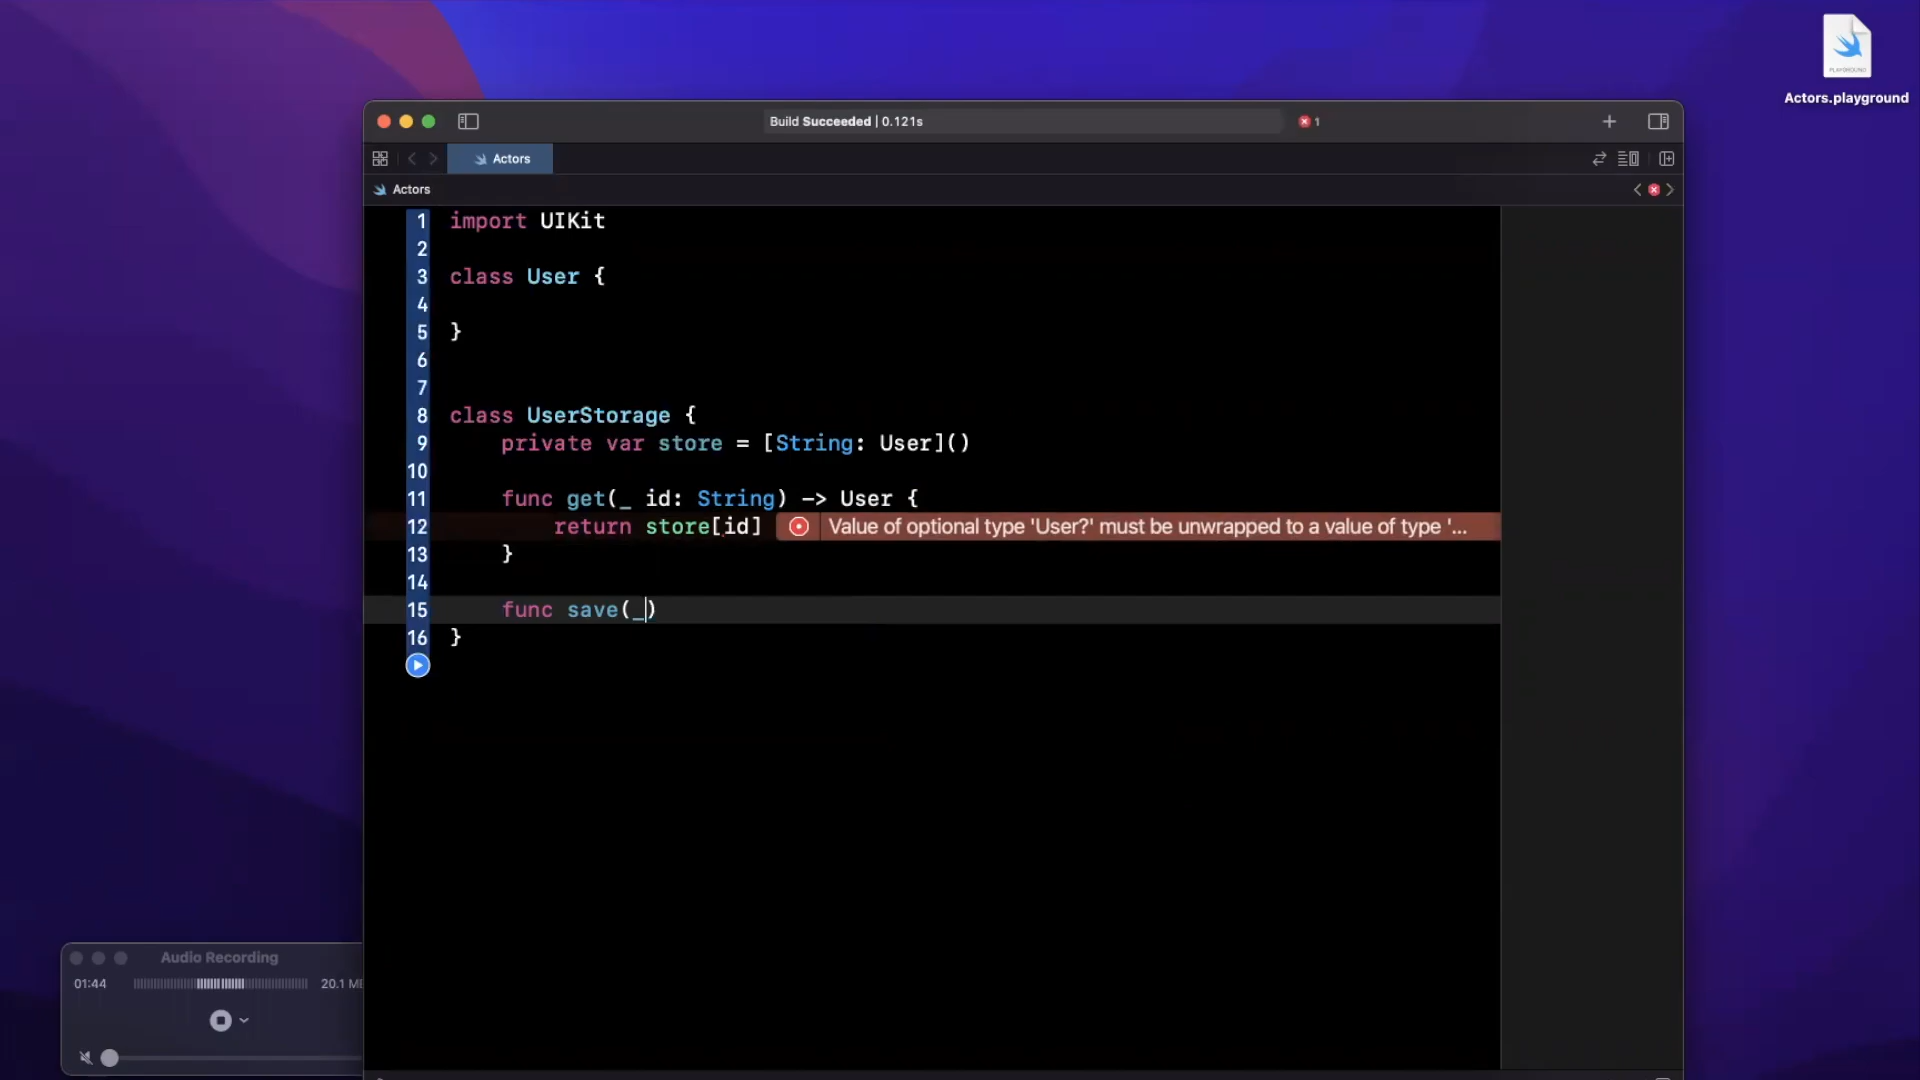 PLAYGROUND
Actors.playground
Build Succeeded | 0.121s
1
Actors
Actors
1 import UIKit
2
3 class User {
4
5 }
6
7
8 class UserStorage {
9 private var store = [String: User]()
10
11 func get(_ id: String) -> User {
12 return store[id] Value of optional type 'User?' must be unwrapped to a value of type '...
13 }
14
15 func save(_)
16 }
Audio Recording
01:44 20.1 M